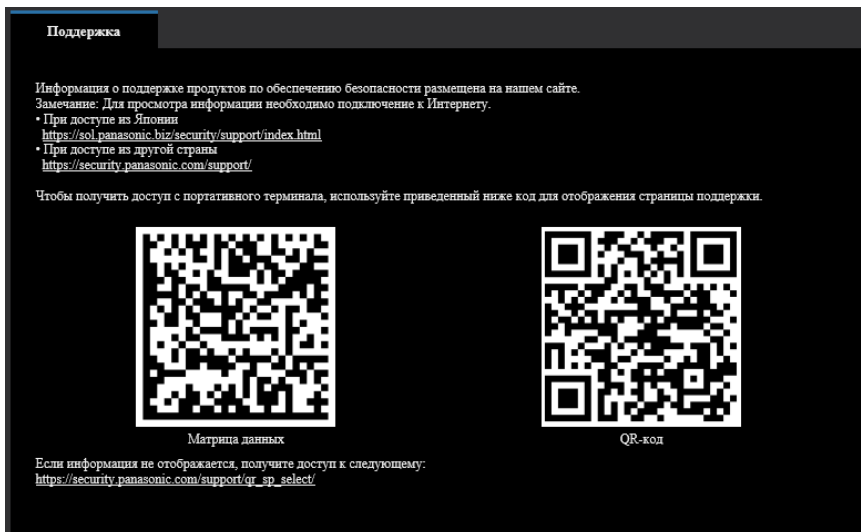 Поддержка
Информация о поддержке продуктов по обеспечению безопасности размещена на нашем сайте.
Замечание: Для просмотра информации необходимо подключение к Интернету.
• При доступе из Японии
https://sol.panasonic.biz/security/support/index.html
• При доступе из другой страны
https://security.panasonic.com/support/
Чтобы получить доступ с портативного терминала, используйте приведенный ниже код для отображения страницы поддержки.
Матрица данных
QR-код
Если информация не отображается, получите доступ к следующему:
https://security.panasonic.com/support/qr_sp_select/